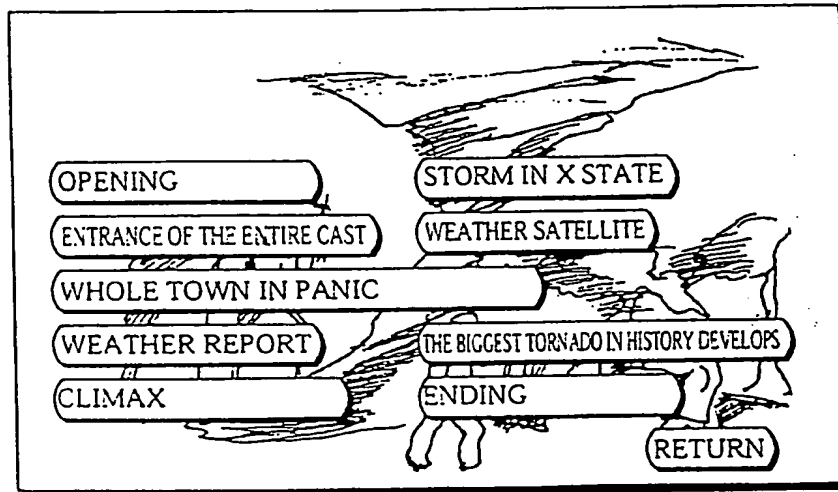 OPENING
STORM IN X STATE
ENTRANCE OF THE ENTIRE CAST
WEATHER SATELLITE
WHOLE TOWN IN PANIC
WEATHER REPORT
THE BIGGEST TORNADO IN HISTORY DEVELOPS
CLIMAX
ENDING
RETURN